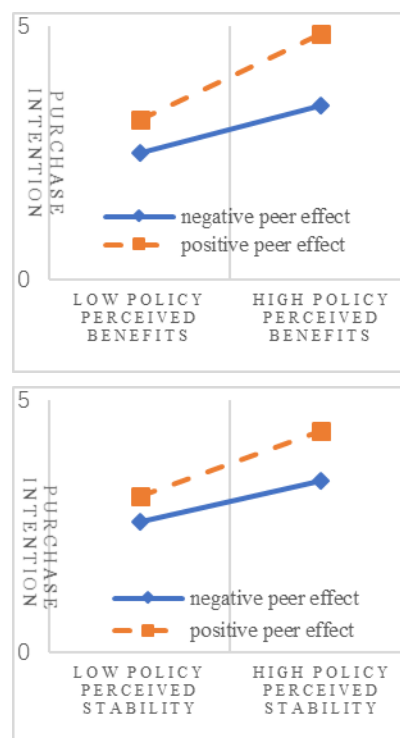 5
PURCHASE
INTENTION
negative peer effect
positive peer effect
0
LOW POLICY
PERCEIVED
BENEFITS
HIGH POLICY
PERCEIVED
BENEFITS
5
PURCHASE
INTENTION
negative peer effect
positive peer effect
0
LOW POLICY
PERCEIVED
STABILITY
HIGH POLICY
PERCEIVED
STABILITY